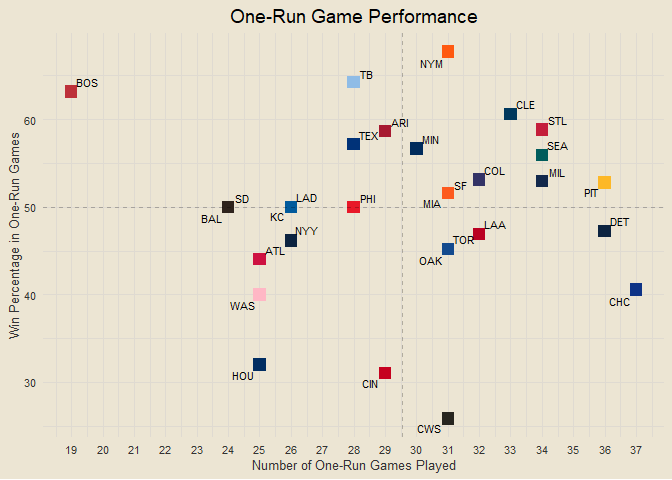 One-Run Game Performance
NYM
TB
BOS
CLE
ARI
STL
TEX
MIN
SEA
COL
MIL
SF
PIT
SD
LAD
PHI
MIA
BAL
KC
LAA
DET
NYY
TOR
ATL
OAK
WAS
CHC
HOU
CIN
CWS
60
50
40
30
Win Percentage in One-Run Games
19 20 21 22 23 24 25 26 27 28 29 30 31 32 33 34 35 36 37
Number of One-Run Games Played